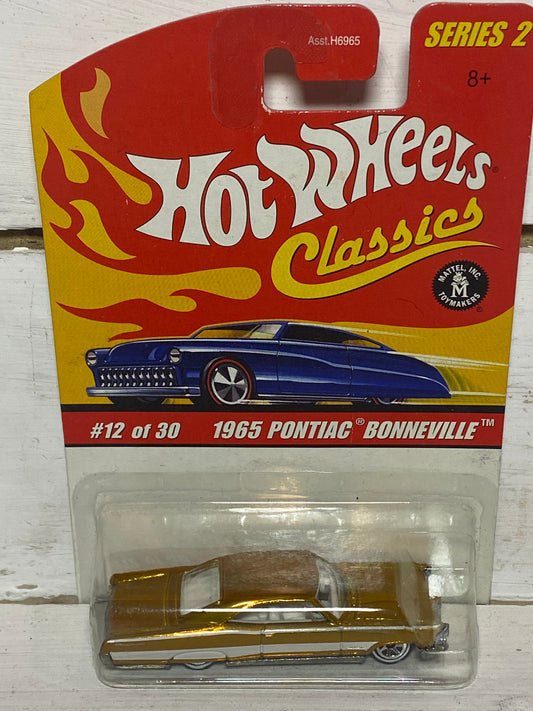 Asst.H6965
SERIES 2
8+
HOT WHEELS®
Classics
MATTEL, INC.
M
TOYMAKERS
®
#12 of 30 1965 PONTIAC® BONNEVILLE™